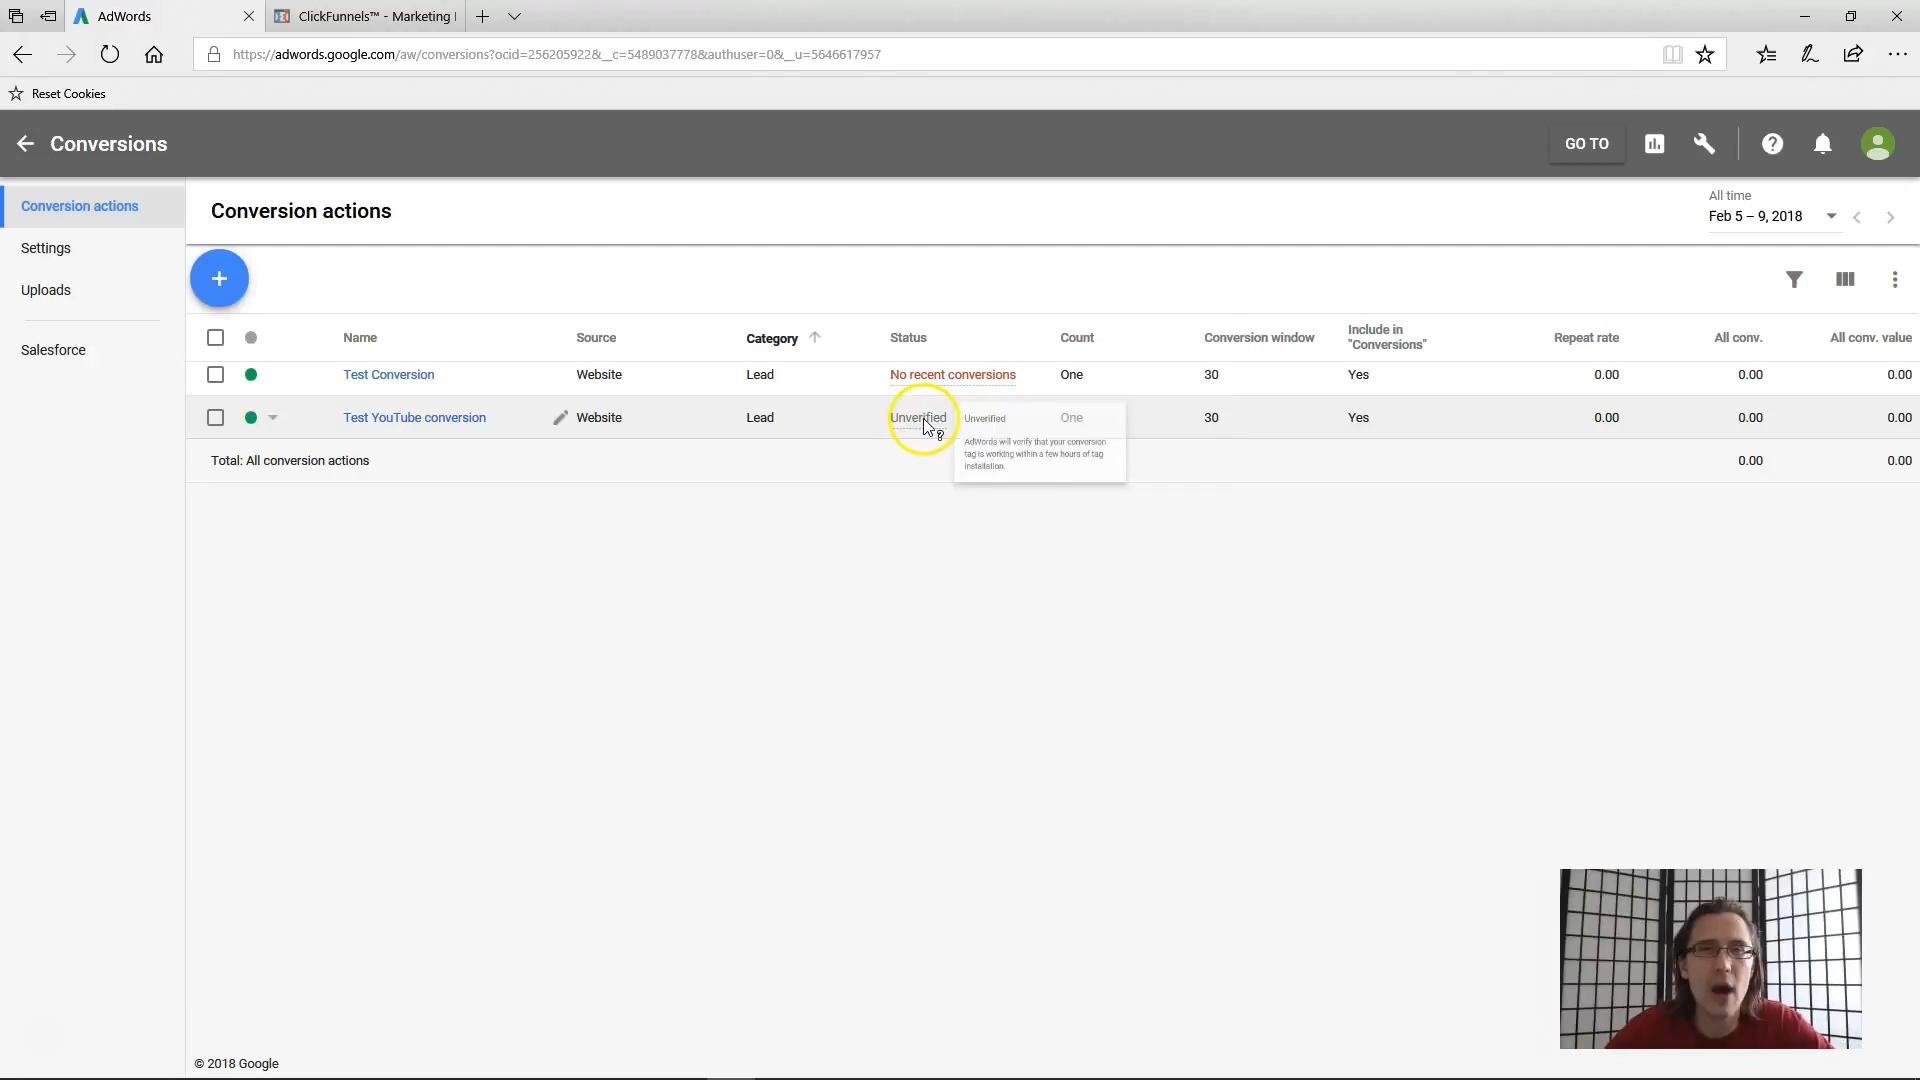 AdWords
ClickFunnels™ - Marketing
https://adwords.google.com/aw/conversions?ocid=256205922&__c=5489037778&authuser=0&__u=5646617957
Reset Cookies
Conversions
GO TO
Conversion actions
Settings
Uploads
Salesforce
Conversion actions
All time
Feb 5 – 9, 2018
Name Source Category Status Count Conversion window Include in "Conversions" Repeat rate All conv. All conv. value
Test Conversion Website Lead No recent conversions One 30 Yes 0.00 0.00 0.00
Test YouTube conversion Website Lead Unverified One 30 Yes 0.00 0.00 0.00
Unverified
AdWords will verify that your conversion
tag is working within a few hours of tag
installation.
Total: All conversion actions 0.00 0.00
© 2018 Google